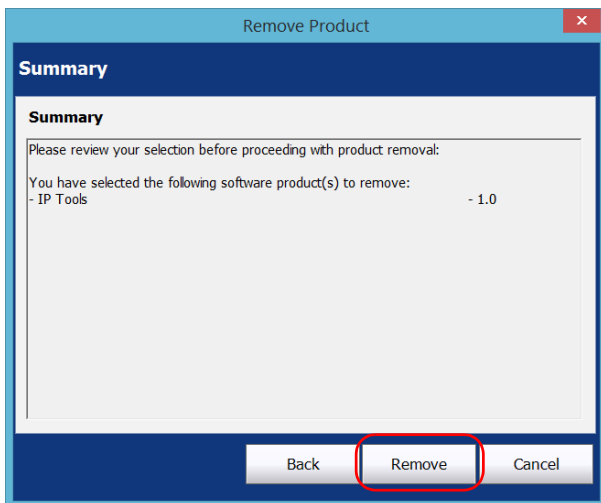 Remove Product
Summary
Summary
Please review your selection before proceeding with product removal:
You have selected the following software product(s) to remove:
- IP Tools - 1.0
Back Remove Cancel